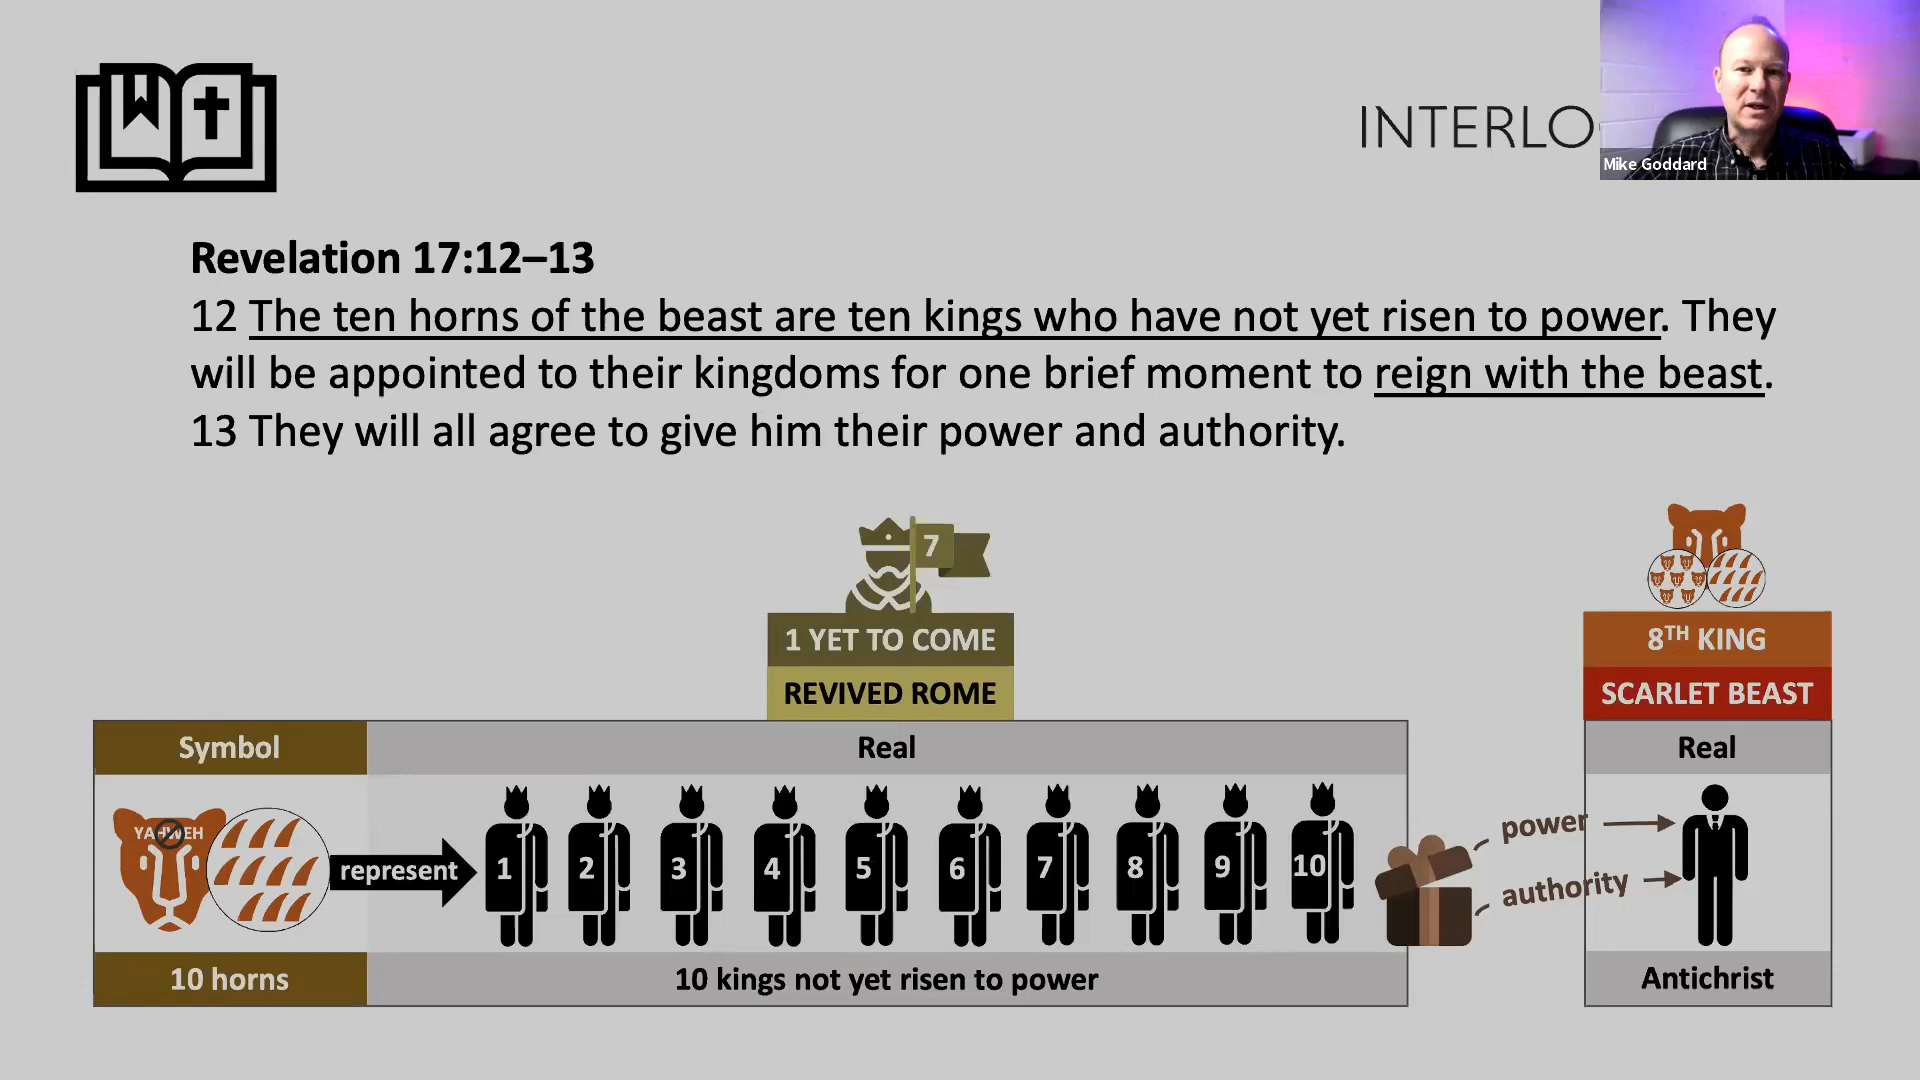 INTERLO
Mike Goddard
Revelation 17:12–13
12 The ten horns of the beast are ten kings who have not yet risen to power. They
will be appointed to their kingdoms for one brief moment to reign with the beast.
13 They will all agree to give him their power and authority.
7
1 YET TO COME
REVIVED ROME
8TH KING
SCARLET BEAST
Symbol
Real
Real
YAHWEH
represent
1 2 3 4 5 6 7 8 9 10
power
authority
10 horns
10 kings not yet risen to power
Antichrist